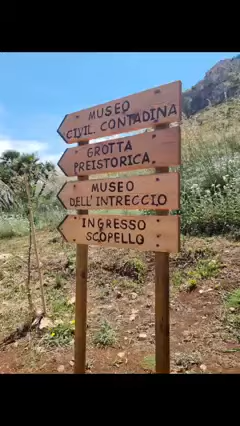 MUSEO
CIVIL. CONTADINA
GROTTA
PREISTORICA
MUSEO
DELL'INTRECCIO
INGRESSO
SCOPELLO